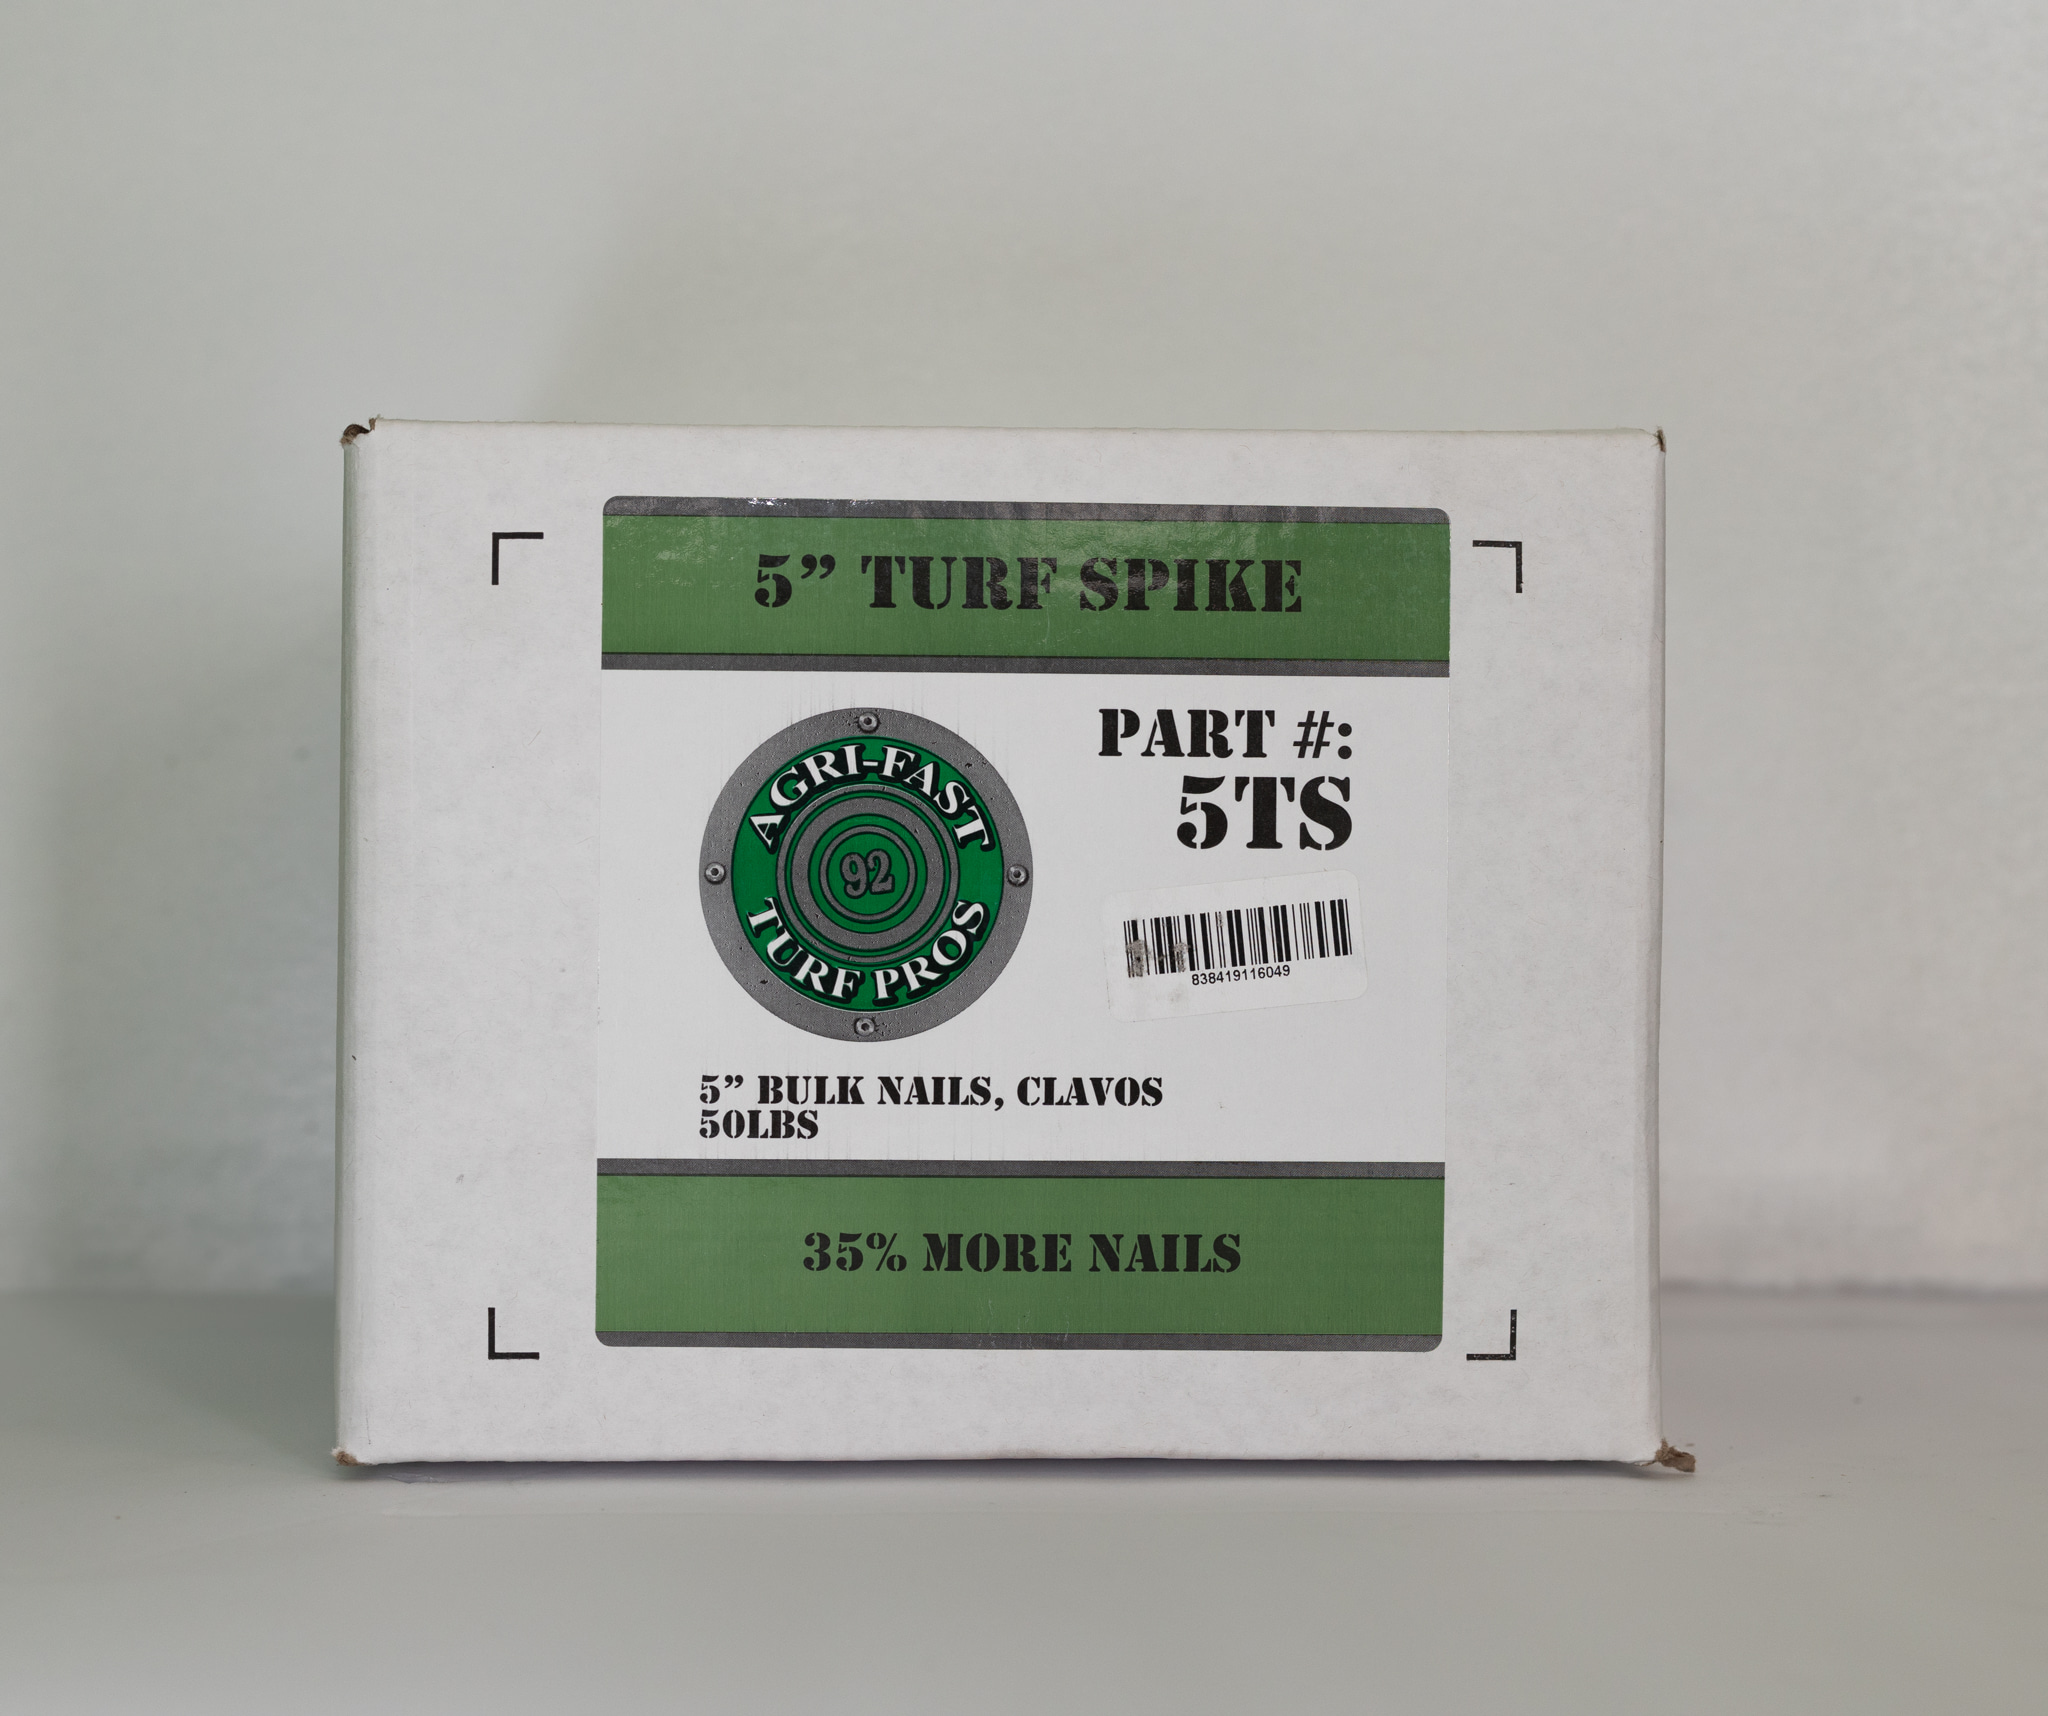 5” TURF SPIKE
AGRI-FAST
92
TURF PROS
PART #:
5TS
838419116049
5” BULK NAILS, CLAVOS
50LBS
35% MORE NAILS